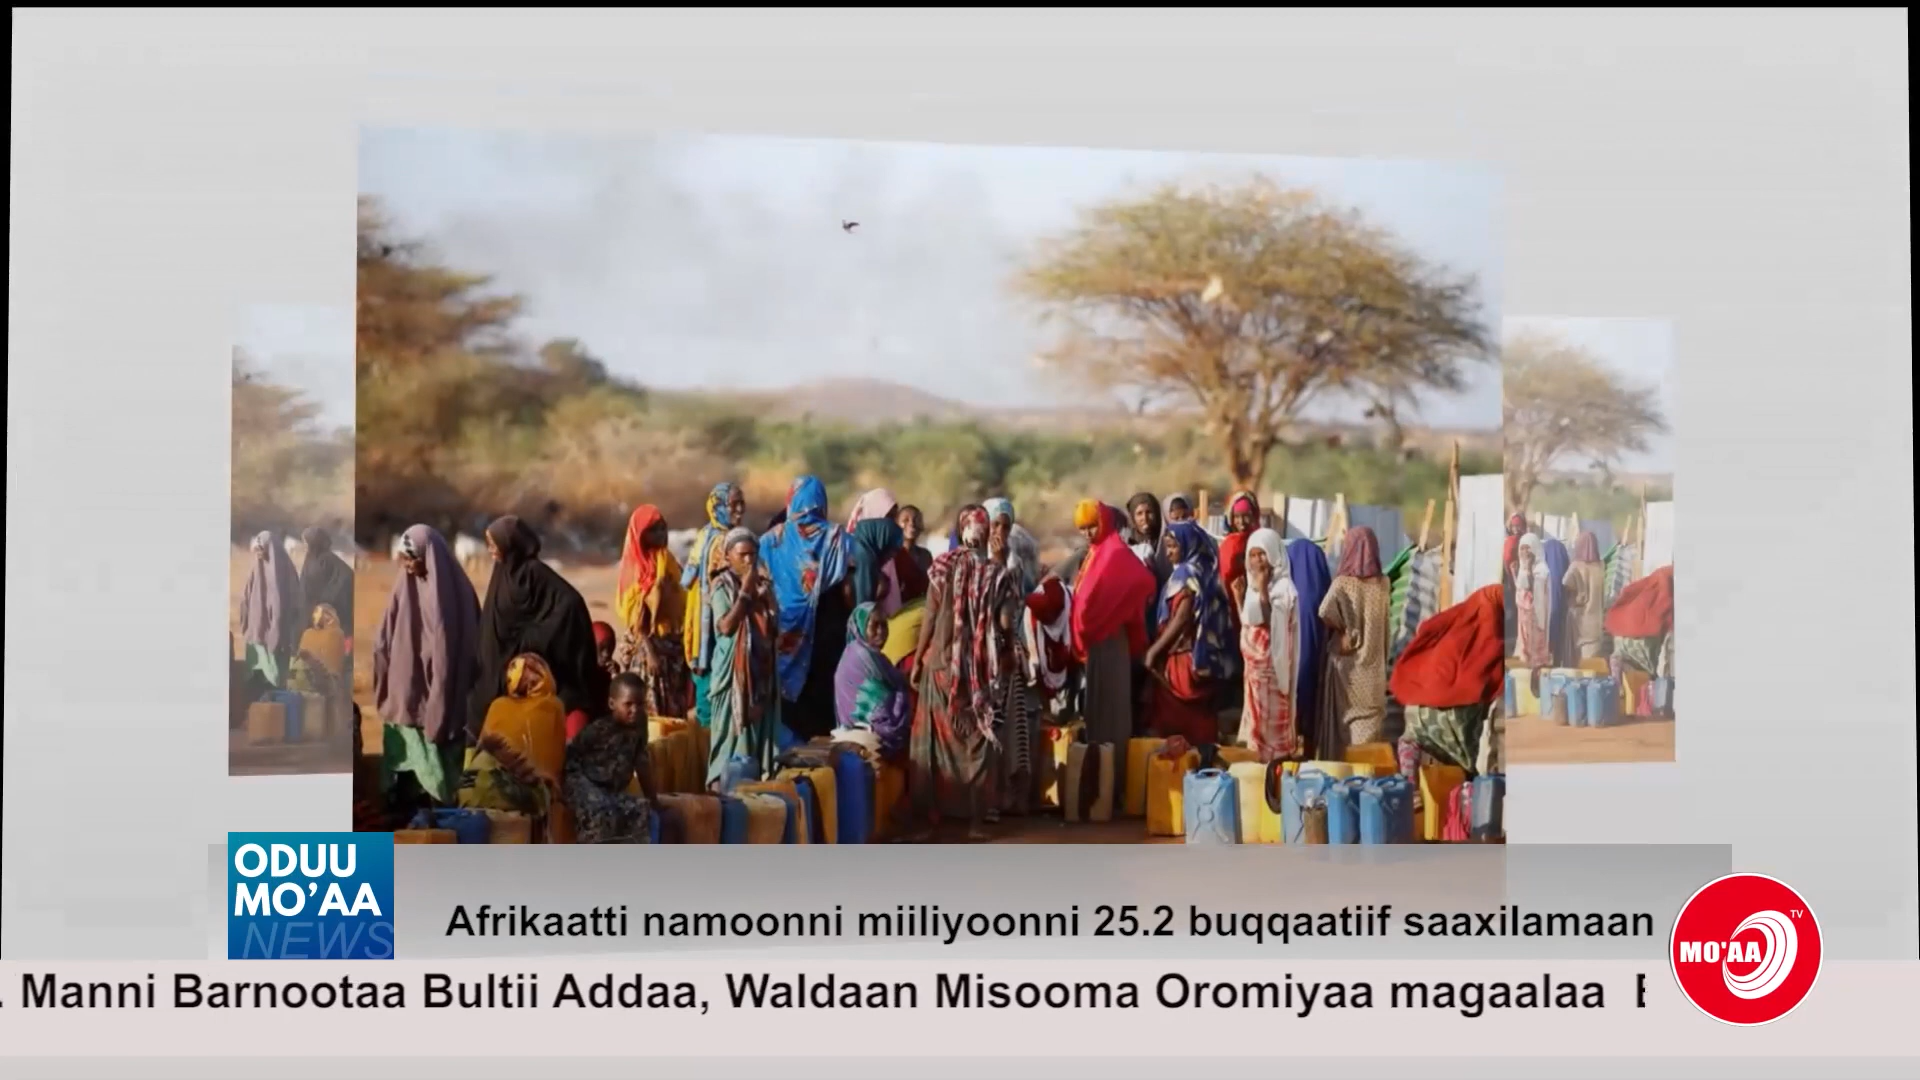 ODUU
MO’AA
NEWS
Afrikaatti namoonni miiliyoonni 25.2 buqqaatiif saaxilamaan
. Manni Barnootaa Bultii Addaa, Waldaan Misooma Oromiyaa magaalaa
MO'AA
TV